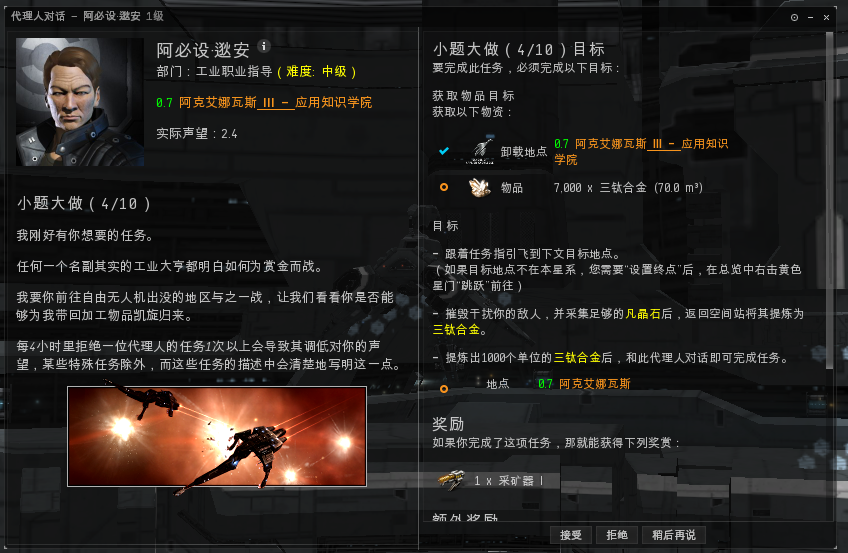 代理人对话 - 阿必设·逖安 1级
阿必设·逖安
部门：工业职业指导（难度: 中级）
0.7 阿克艾娜瓦斯 III - 应用知识学院
实际声望：2.4
小题大做（4/10）
我刚好有你想要的任务。
任何一个名副其实的工业大亨都明白如何为赏金而战。
我要你前往自由无人机出没的地区与之一战，让我们看看你是否能
够为我带回加工物品凯旋归来。
每4小时里拒绝一位代理人的任务1次以上会导致其调低对你的声
望，某些特殊任务除外，而这些任务的描述中会清楚地写明这一点。
小题大做（4/10）目标
要完成此任务，必须完成以下目标：
获取物品目标
获取以下物资：
卸载地点 0.7 阿克艾娜瓦斯 III - 应用知识
学院
物品 7,000 x 三钛合金 (70.0 m³)
目标
- 跟着任务指引飞到下文目标地点。
（如果目标地点不在本星系，您需要“设置终点”后，在总览中右击黄色
星门“跳跃”前往）
- 摧毁干扰你的敌人，并采集足够的凡晶石后，返回空间站将其提炼为
三钛合金。
- 提炼出1000个单位的三钛合金后，和此代理人对话即可完成任务。
地点 0.7 阿克艾娜瓦斯
奖励
如果你完成了这项任务，那就能获得下列奖赏：
1 x 采矿器 I
额外奖励
接受 拒绝 稍后再说